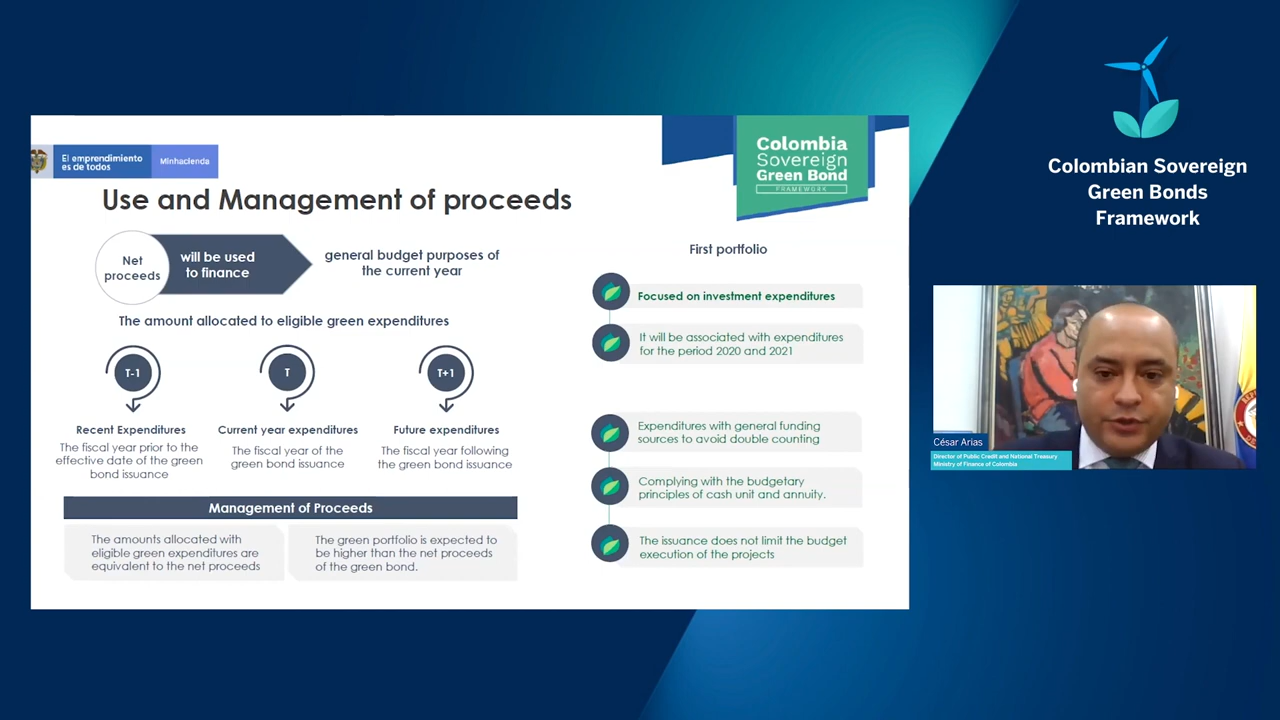 El emprendimiento
es de todos
Minhacienda
Colombia
Sovereign
Green Bond
FRAMEWORK
Use and Management of proceeds
Net
proceeds
will be used
to finance
general budget purposes of
the current year
The amount allocated to eligible green expenditures
T-1
T
T+1
Recent Expenditures
The fiscal year prior to the
effective date of the green
bond issuance
Current year expenditures
The fiscal year of the
green bond issuance
Future expenditures
The fiscal year following
the green bond issuance
Management of Proceeds
The amounts allocated with
eligible green expenditures are
equivalent to the net proceeds
The green portfolio is expected to
be higher than the net proceeds
of the green bond.
First portfolio
Focused on investment expenditures
It will be associated with expenditures
for the period 2020 and 2021
Expenditures with general funding
sources to avoid double counting
Complying with the budgetary
principles of cash unit and annuity.
The issuance does not limit the budget
execution of the projects
Colombian Sovereign
Green Bonds
Framework
César Arias
Director of Public Credit and National Treasury
Ministry of Finance of Colombia